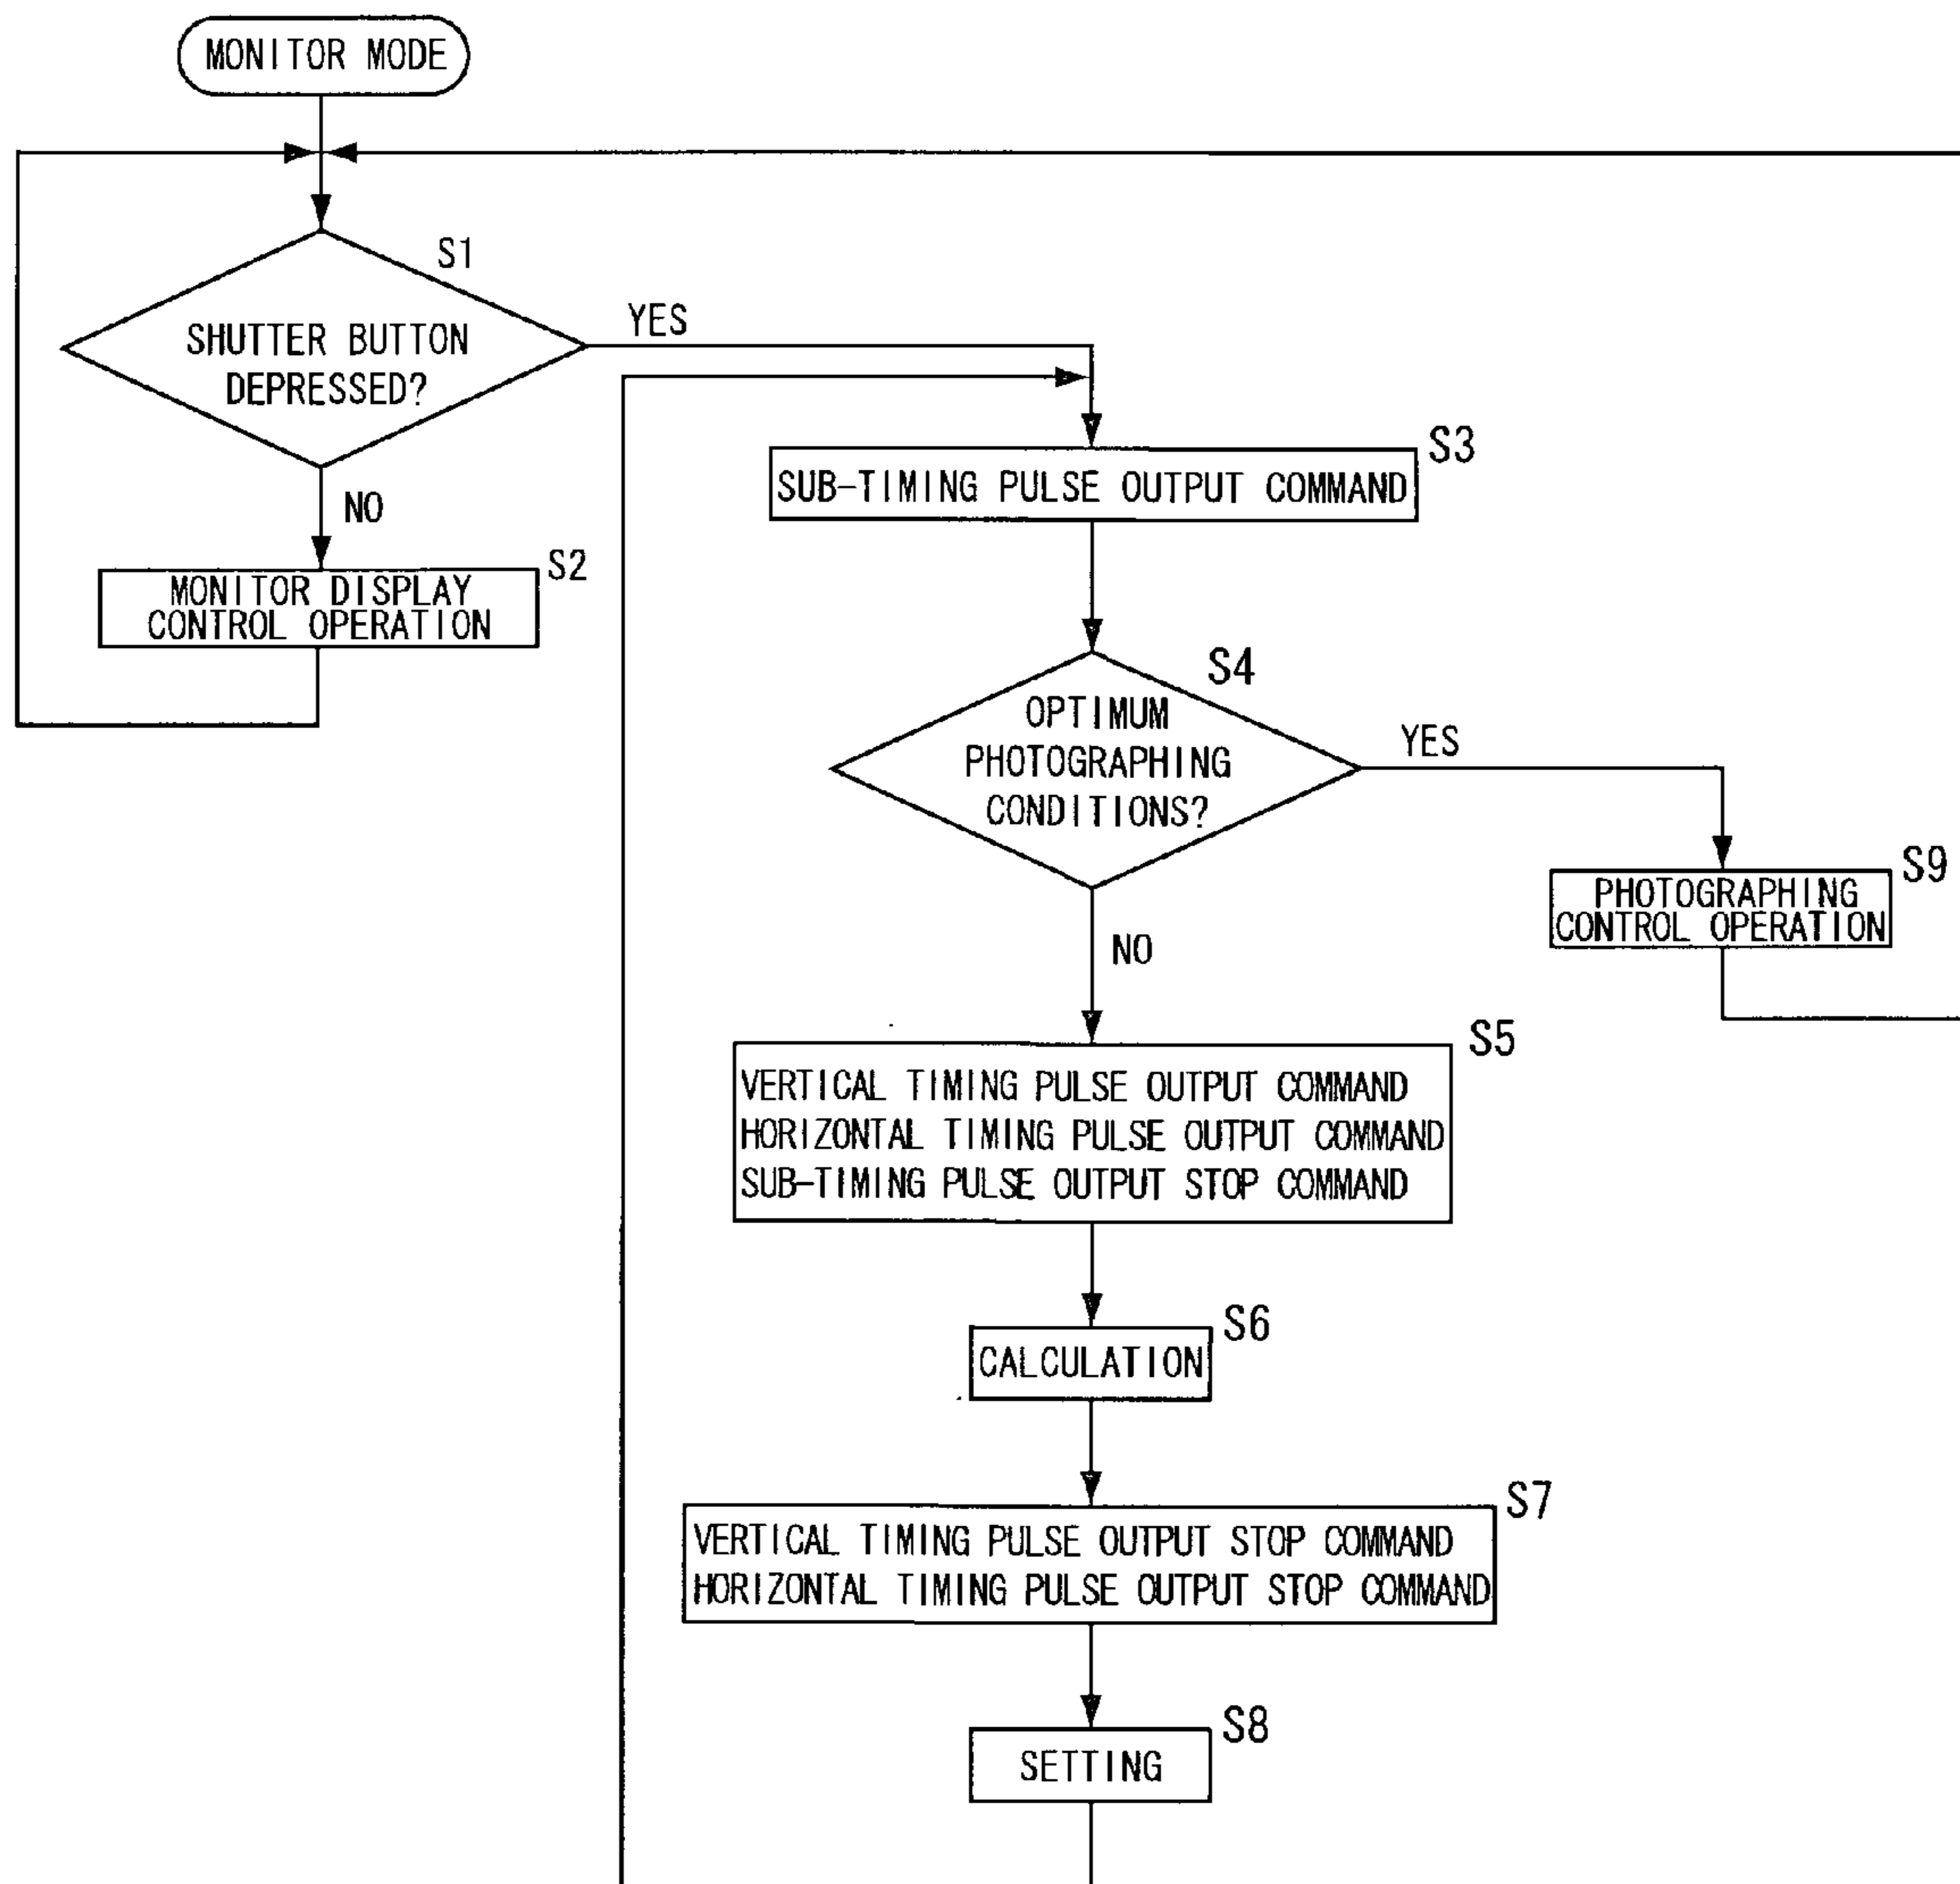 MONITOR MODE
S1
SHUTTER BUTTON
DEPRESSED?
YES
NO
S2
MONITOR DISPLAY
CONTROL OPERATION
S3
SUB-TIMING PULSE OUTPUT COMMAND
S4
OPTIMUM
PHOTOGRAPHING
CONDITIONS?
YES
NO
S9
PHOTOGRAPHING
CONTROL OPERATION
S5
VERTICAL TIMING PULSE OUTPUT COMMAND
HORIZONTAL TIMING PULSE OUTPUT COMMAND
SUB-TIMING PULSE OUTPUT STOP COMMAND
S6
CALCULATION
S7
VERTICAL TIMING PULSE OUTPUT STOP COMMAND
HORIZONTAL TIMING PULSE OUTPUT STOP COMMAND
S8
SETTING